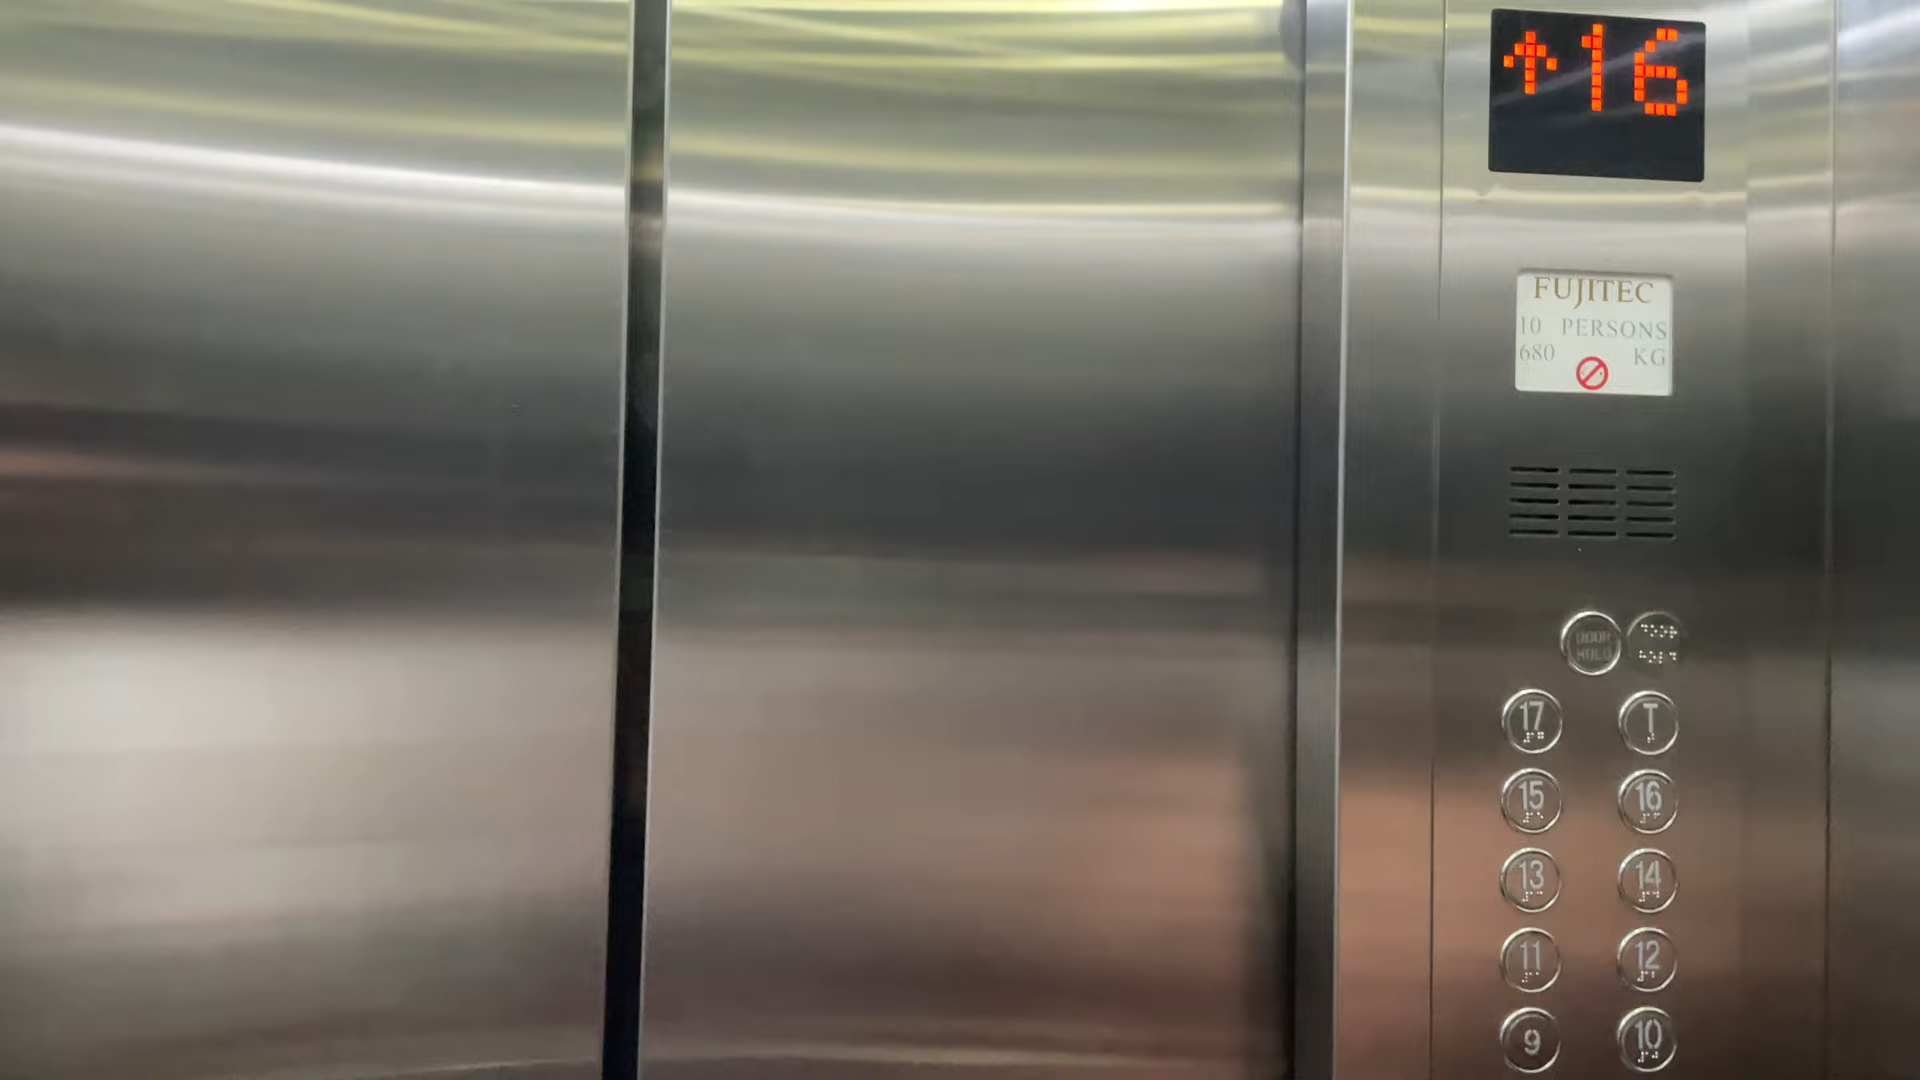 ↑16
FUJITEC
10 PERSONS
680 KG
DOOR
HOLD
17 T
15 16
13 14
11 12
9 10